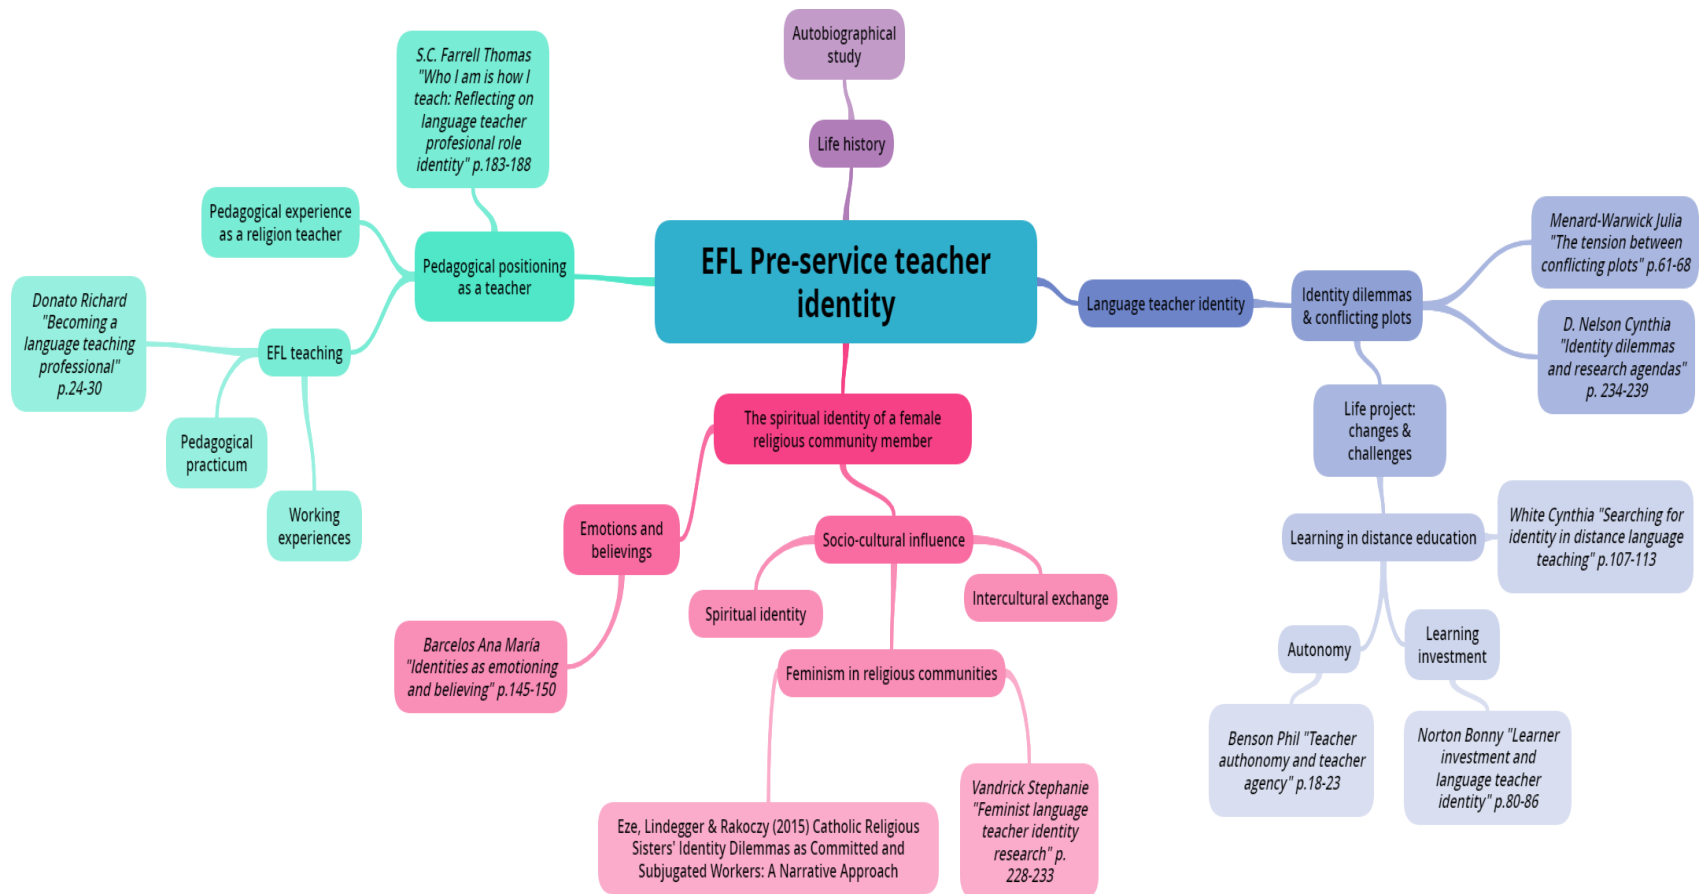 Autobiographical
study
Life history
EFL Pre-service teacher
identity
S.C. Farrell Thomas
"Who I am is how I
teach: Reflecting on
language teacher
profesional role
identity" p.183-188
Pedagogical experience
as a religion teacher
Pedagogical positioning
as a teacher
Donato Richard
"Becoming a
language teaching
professional"
p.24-30
EFL teaching
Pedagogical
practicum
Working
experiences
Language teacher identity
Identity dilemmas
& conflicting plots
Menard-Warwick Julia
"The tension between
conflicting plots" p.61-68
D. Nelson Cynthia
"Identity dilemmas
and research agendas"
p. 234-239
Life project:
changes &
challenges
Learning in distance education
White Cynthia "Searching for
identity in distance language
teaching" p.107-113
Autonomy
Learning
investment
Benson Phil "Teacher
authonomy and teacher
agency" p.18-23
Norton Bonny "Learner
investment and
language teacher
identity" p.80-86
The spiritual identity of a female
religious community member
Emotions and
believings
Barcelos Ana María
"Identities as emotioning
and believing" p.145-150
Socio-cultural influence
Spiritual identity
Intercultural exchange
Feminism in religious communities
Eze, Lindegger & Rakoczy (2015) Catholic Religious
Sisters' Identity Dilemmas as Committed and
Subjugated Workers: A Narrative Approach
Vandrick Stephanie
"Feminist language
teacher identity
research" p.
228-233